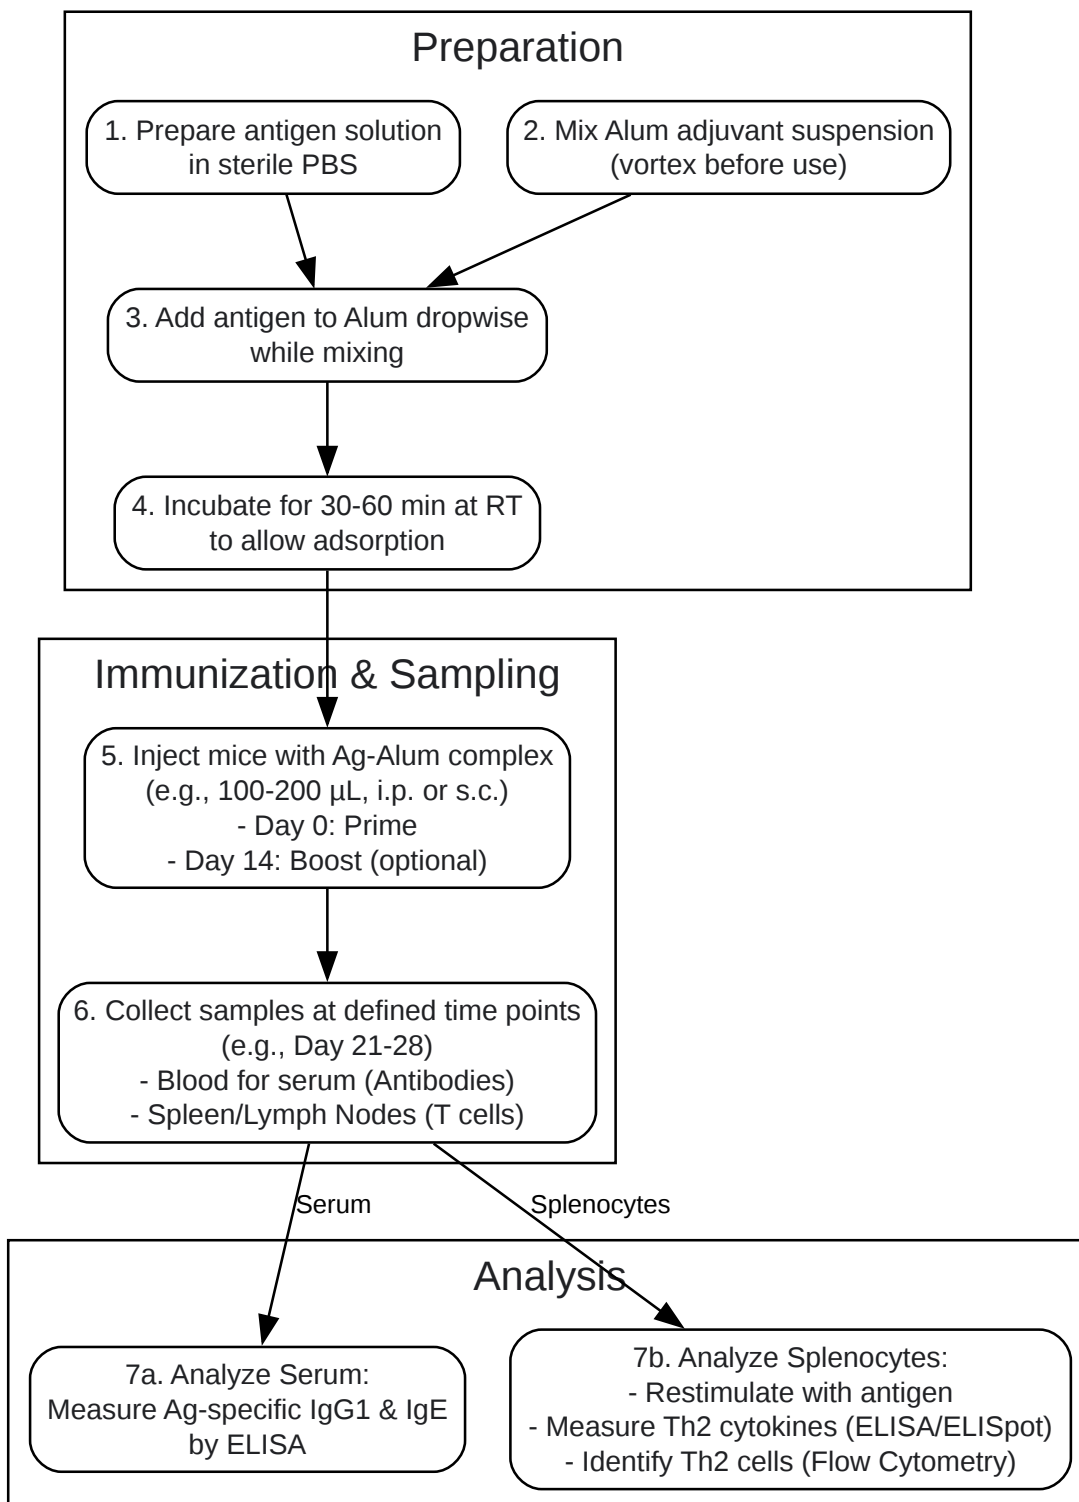 Preparation
1. Prepare antigen solution
in sterile PBS
2. Mix Alum adjuvant suspension
(vortex before use)
3. Add antigen to Alum dropwise
while mixing
4. Incubate for 30-60 min at RT
to allow adsorption
Immunization & Sampling
5. Inject mice with Ag-Alum complex
(e.g., 100-200 µL, i.p. or s.c.)
- Day 0: Prime
- Day 14: Boost (optional)
6. Collect samples at defined time points
(e.g., Day 21-28)
- Blood for serum (Antibodies)
- Spleen/Lymph Nodes (T cells)
Serum
Splenocytes
Analysis
7a. Analyze Serum:
Measure Ag-specific IgG1 & IgE
by ELISA
7b. Analyze Splenocytes:
- Restimulate with antigen
- Measure Th2 cytokines (ELISA/ELISpot)
- Identify Th2 cells (Flow Cytometry)